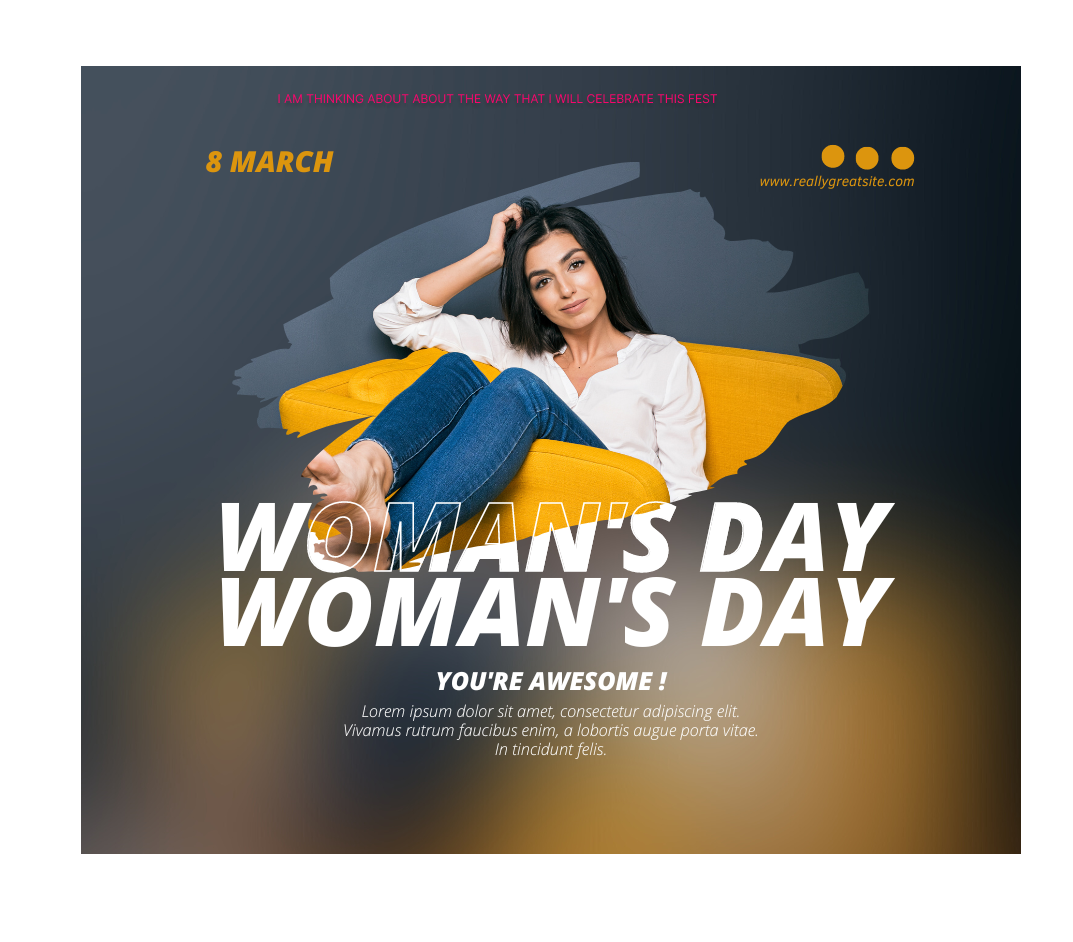 I AM THINKING ABOUT ABOUT THE WAY THAT I WILL CELEBRATE THIS FEST
8 MARCH
www.reallygreatsite.com
WOMAN'S DAY
WOMAN'S DAY
YOU'RE AWESOME !
Lorem ipsum dolor sit amet, consectetur adipiscing elit.
Vivamus rutrum faucibus enim, a lobortis augue porta vitae.
In tincidunt felis.